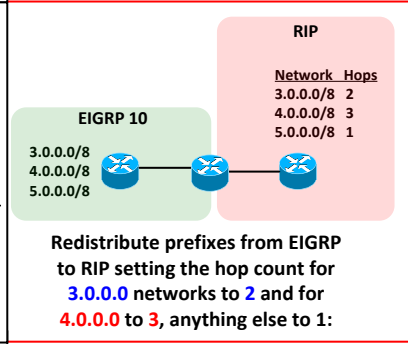 RIP
Network Hops
3.0.0.0/8 2
4.0.0.0/8 3
5.0.0.0/8 1
EIGRP 10
3.0.0.0/8
4.0.0.0/8
5.0.0.0/8
Redistribute prefixes from EIGRP
to RIP setting the hop count for
3.0.0.0 networks to 2 and for
4.0.0.0 to 3, anything else to 1: